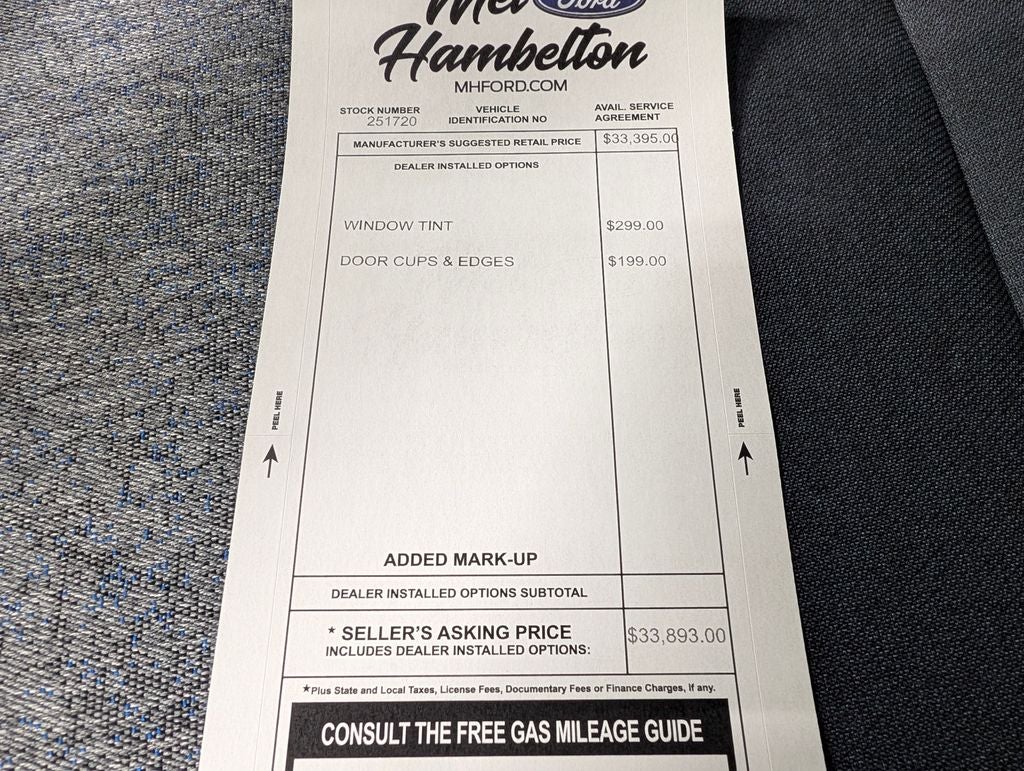 Mel Ford
Hambelton
MHFORD.COM
STOCK NUMBER
251720
VEHICLE
IDENTIFICATION NO
AVAIL. SERVICE
AGREEMENT
MANUFACTURER'S SUGGESTED RETAIL PRICE $33,395.00
DEALER INSTALLED OPTIONS
WINDOW TINT $299.00
DOOR CUPS & EDGES $199.00
PEEL HERE
PEEL HERE
ADDED MARK-UP
DEALER INSTALLED OPTIONS SUBTOTAL
* SELLER'S ASKING PRICE $33,893.00
INCLUDES DEALER INSTALLED OPTIONS:
*Plus State and Local Taxes, License Fees, Documentary Fees or Finance Charges, If any.
CONSULT THE FREE GAS MILEAGE GUIDE